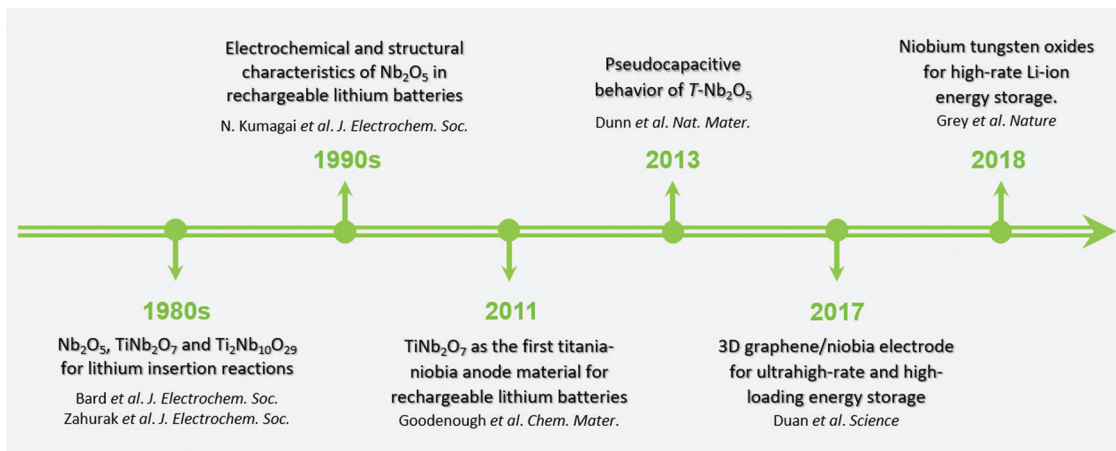 Electrochemical and structural
characteristics of Nb₂O₅ in
rechargeable lithium batteries
N. Kumagai et al. J. Electrochem. Soc.
1990s
Pseudocapacitive
behavior of T-Nb₂O₅
Dunn et al. Nat. Mater.
2013
Niobium tungsten oxides
for high-rate Li-ion
energy storage.
Grey et al. Nature
2018
1980s
Nb₂O₅, TiNb₂O₇ and Ti₂Nb₁₀O₂₉
for lithium insertion reactions
Bard et al. J. Electrochem. Soc.
Zahurak et al. J. Electrochem. Soc.
2011
TiNb₂O₇ as the first titania-
niobia anode material for
rechargeable lithium batteries
Goodenough et al. Chem. Mater.
2017
3D graphene/niobia electrode
for ultrahigh-rate and high-
loading energy storage
Duan et al. Science